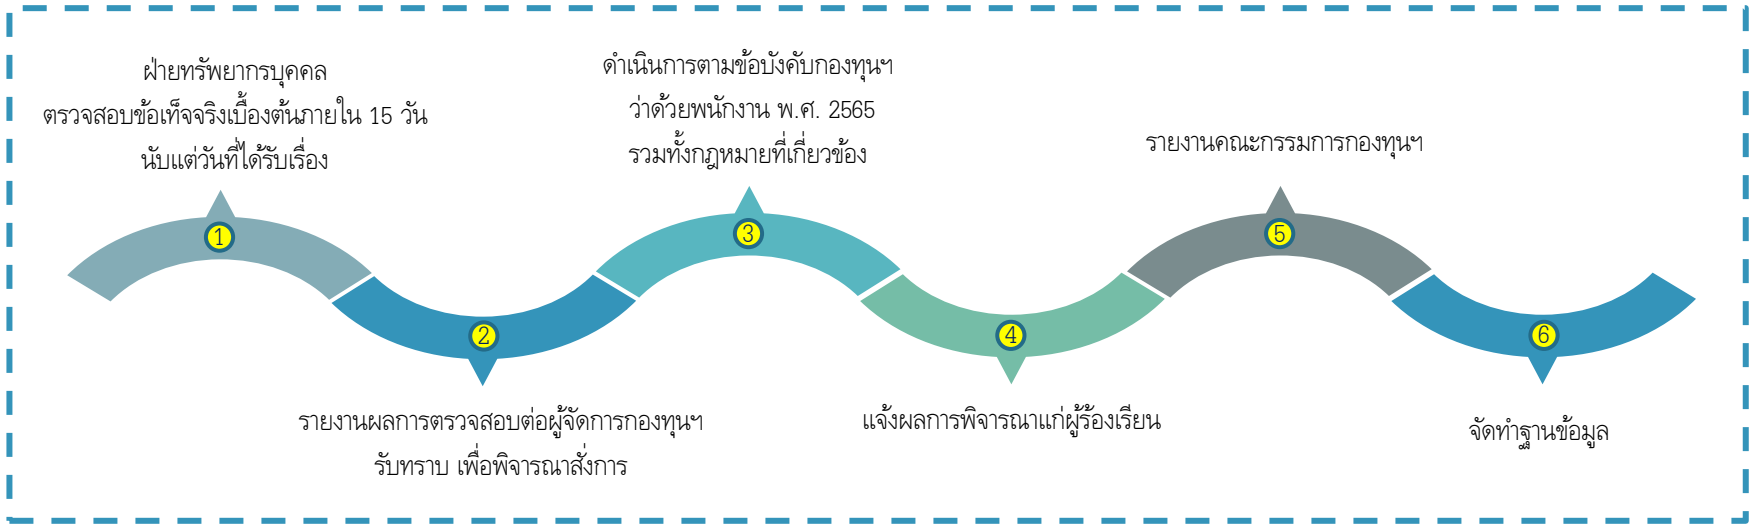 ฝ่ายทรัพยากรบุคคล
ตรวจสอบข้อเท็จจริงเบื้องต้นภายใน 15 วัน
นับแต่วันที่ได้รับเรื่อง
1
2
รายงานผลการตรวจสอบต่อผู้จัดการกองทุนฯ
รับทราบ เพื่อพิจารณาสั่งการ
ดำเนินการตามข้อบังคับกองทุนฯ
ว่าด้วยพนักงาน พ.ศ. 2565
รวมทั้งกฎหมายที่เกี่ยวข้อง
3
4
แจ้งผลการพิจารณาแก่ผู้ร้องเรียน
รายงานคณะกรรมการกองทุนฯ
5
6
จัดทำฐานข้อมูล